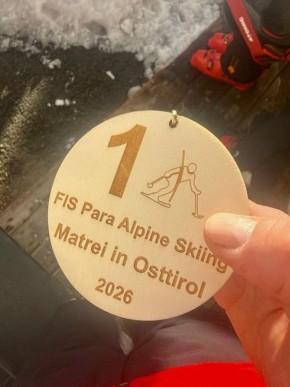 1
FIS Para Alpine Skiing
Matrei in Osttirol
2026